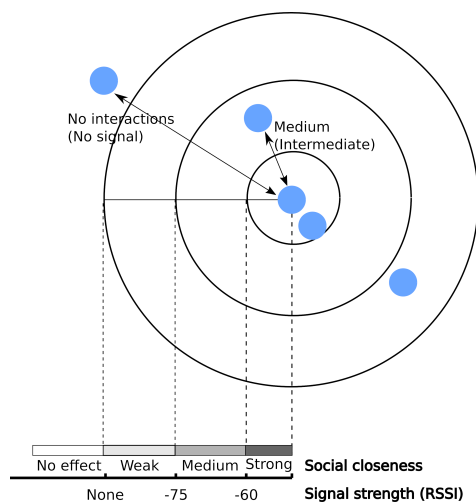 No interactions
(No signal)
Medium
(Intermediate)
No effect Weak Medium Strong Social closeness
None -75 -60 Signal strength (RSSI)